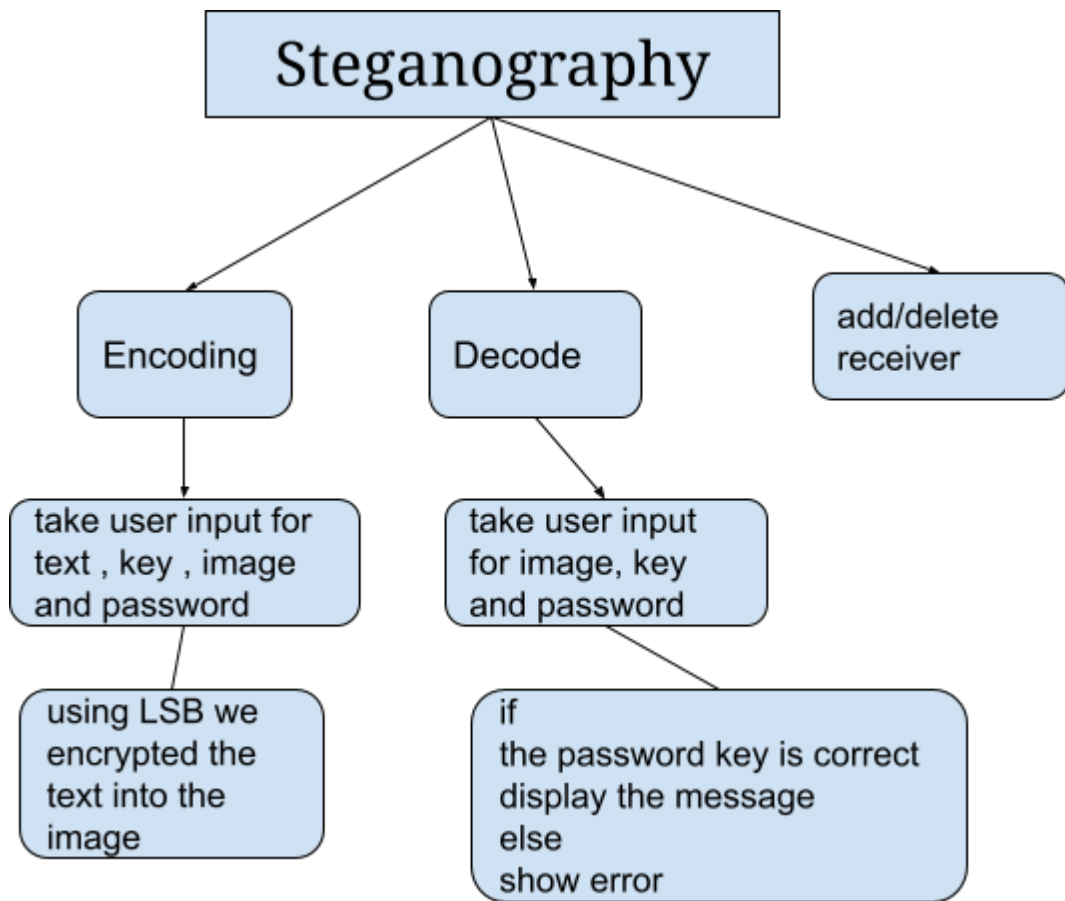 Steganography
Encoding
Decode
add/delete
receiver
take user input for
text , key , image
and password
take user input
for image, key
and password
using LSB we
encrypted the
text into the
image
if
the password key is correct
display the message
else
show error